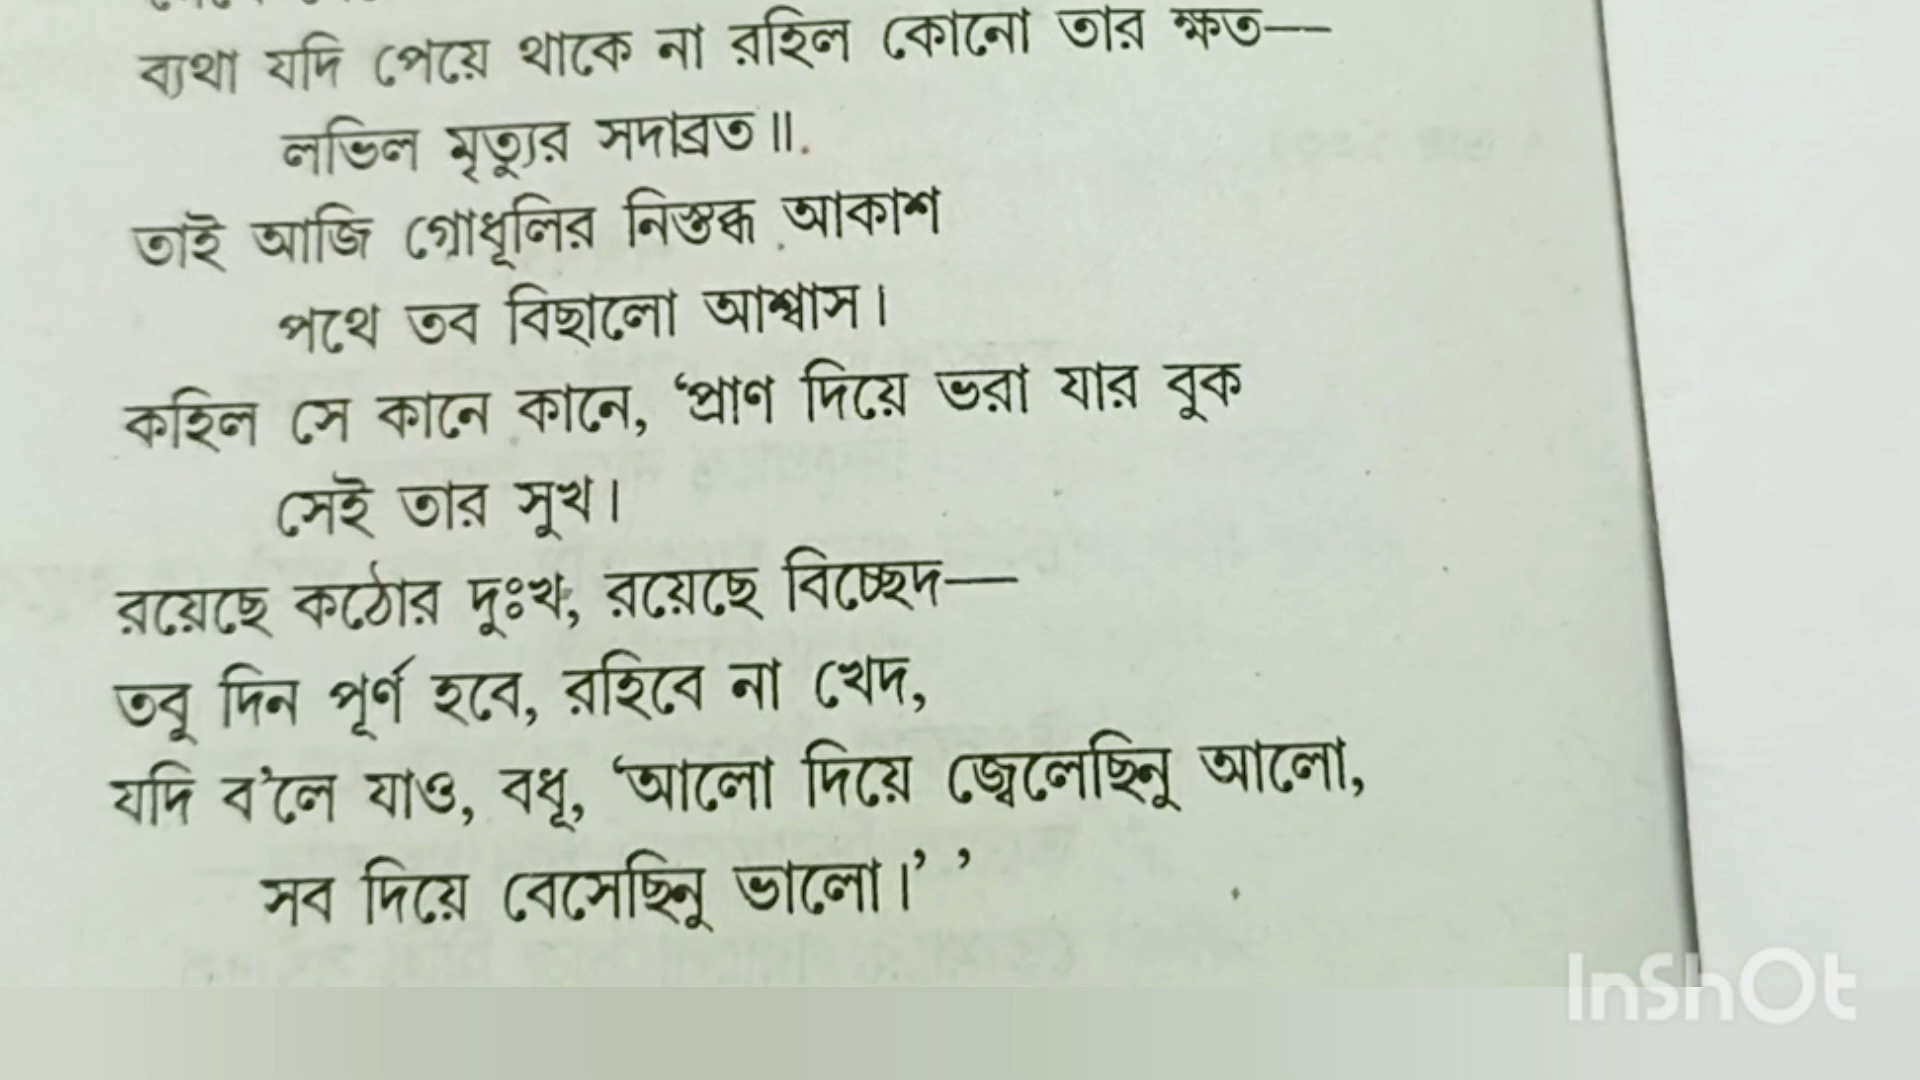 ব্যথা যদি পেয়ে থাকে না রহিল কোনো তার ক্ষত—
লভিল মৃত্যুর সদাব্রত॥
তাই আজি গোধূলির নিস্তব্ধ আকাশ
পথে তব বিছালো আশ্বাস।
কহিল সে কানে কানে, ‘প্রাণ দিয়ে ভরা যার বুক
সেই তার সুখ।
রয়েছে কঠোর দুঃখ, রয়েছে বিচ্ছেদ—
তবু দিন পূর্ণ হবে, রহিবে না খেদ,
যদি ব’লে যাও, বধূ, ‘আলো দিয়ে জ্বেলেছিনু আলো,
সব দিয়ে বেসেছিনু ভালো।’ ’
InShOt